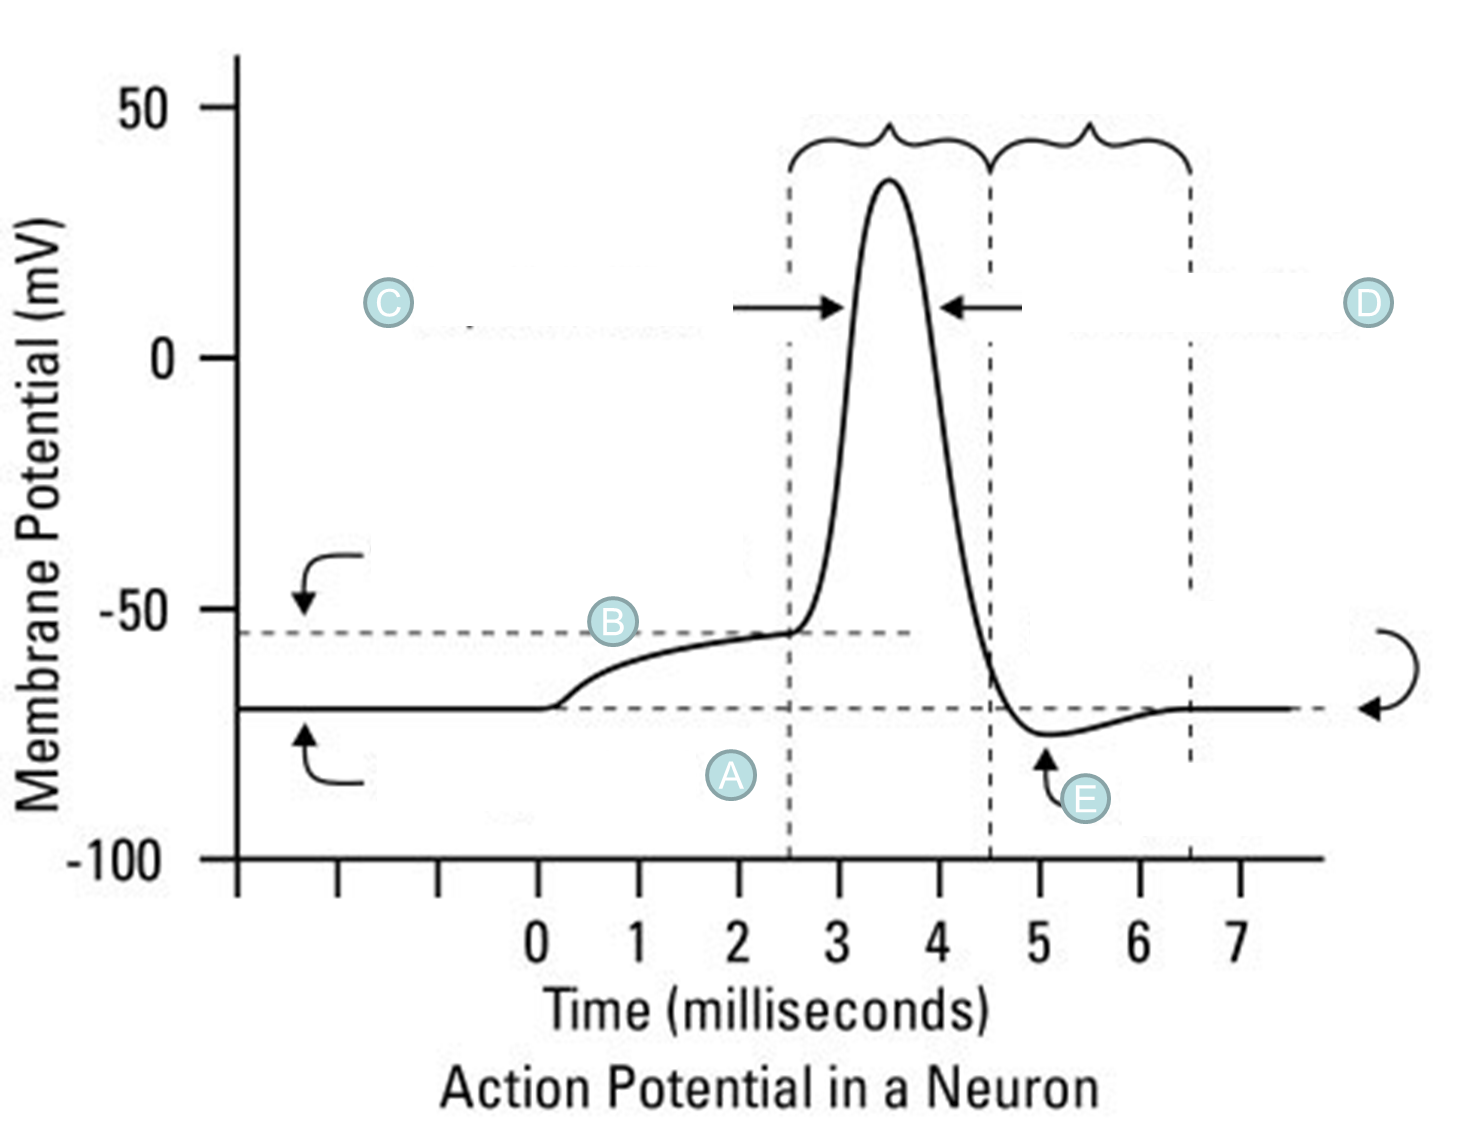 50
C
D
0
-50
B
A
E
-100
0 1 2 3 4 5 6 7
Membrane Potential (mV)
Time (milliseconds)
Action Potential in a Neuron